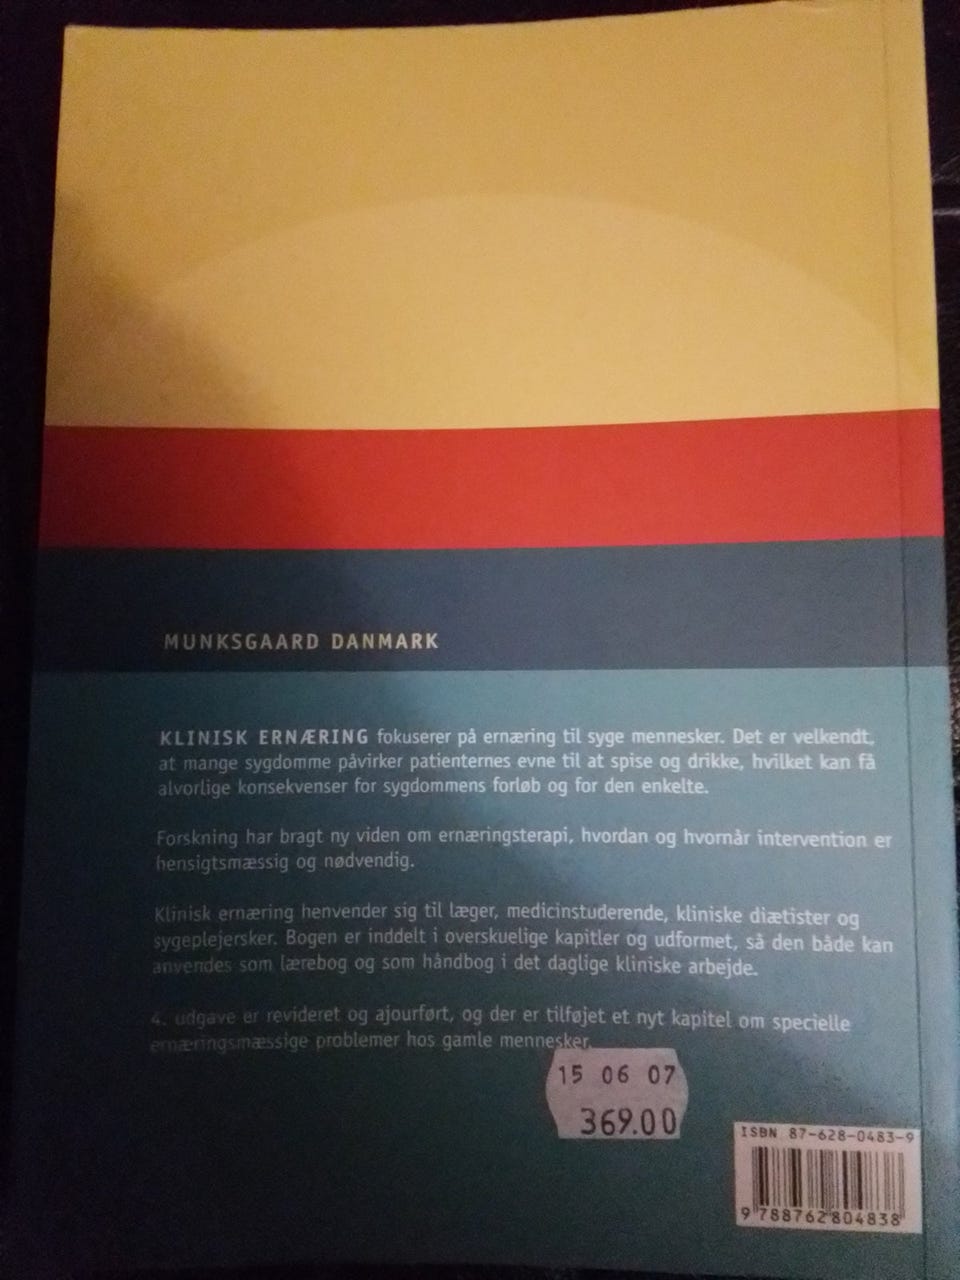 MUNKSGAARD DANMARK
KLINISK ERNÆRING fokuserer på ernæring til syge mennesker. Det er velkendt,
at mange sygdomme påvirker patienternes evne til at spise og drikke, hvilket kan få
alvorlige konsekvenser for sygdommens forløb og for den enkelte.
Forskning har bragt ny viden om ernæringsterapi, hvordan og hvornår intervention er
hensigtsmæssig og nødvendig.
Klinisk ernæring henvender sig til læger, medicinstuderende, kliniske diætister og
sygeplejersker. Bogen er inddelt i overskuelige kapitler og udformet, så den både kan
anvendes som lærebog og som håndbog i det daglige kliniske arbejde.
4. udgave er revideret og ajourført, og der er tilføjet et nyt kapitel om specielle
ernæringsmæssige problemer hos gamle mennesker.
15 06 07
369.00
ISBN 87-628-0483-9
9788762804838